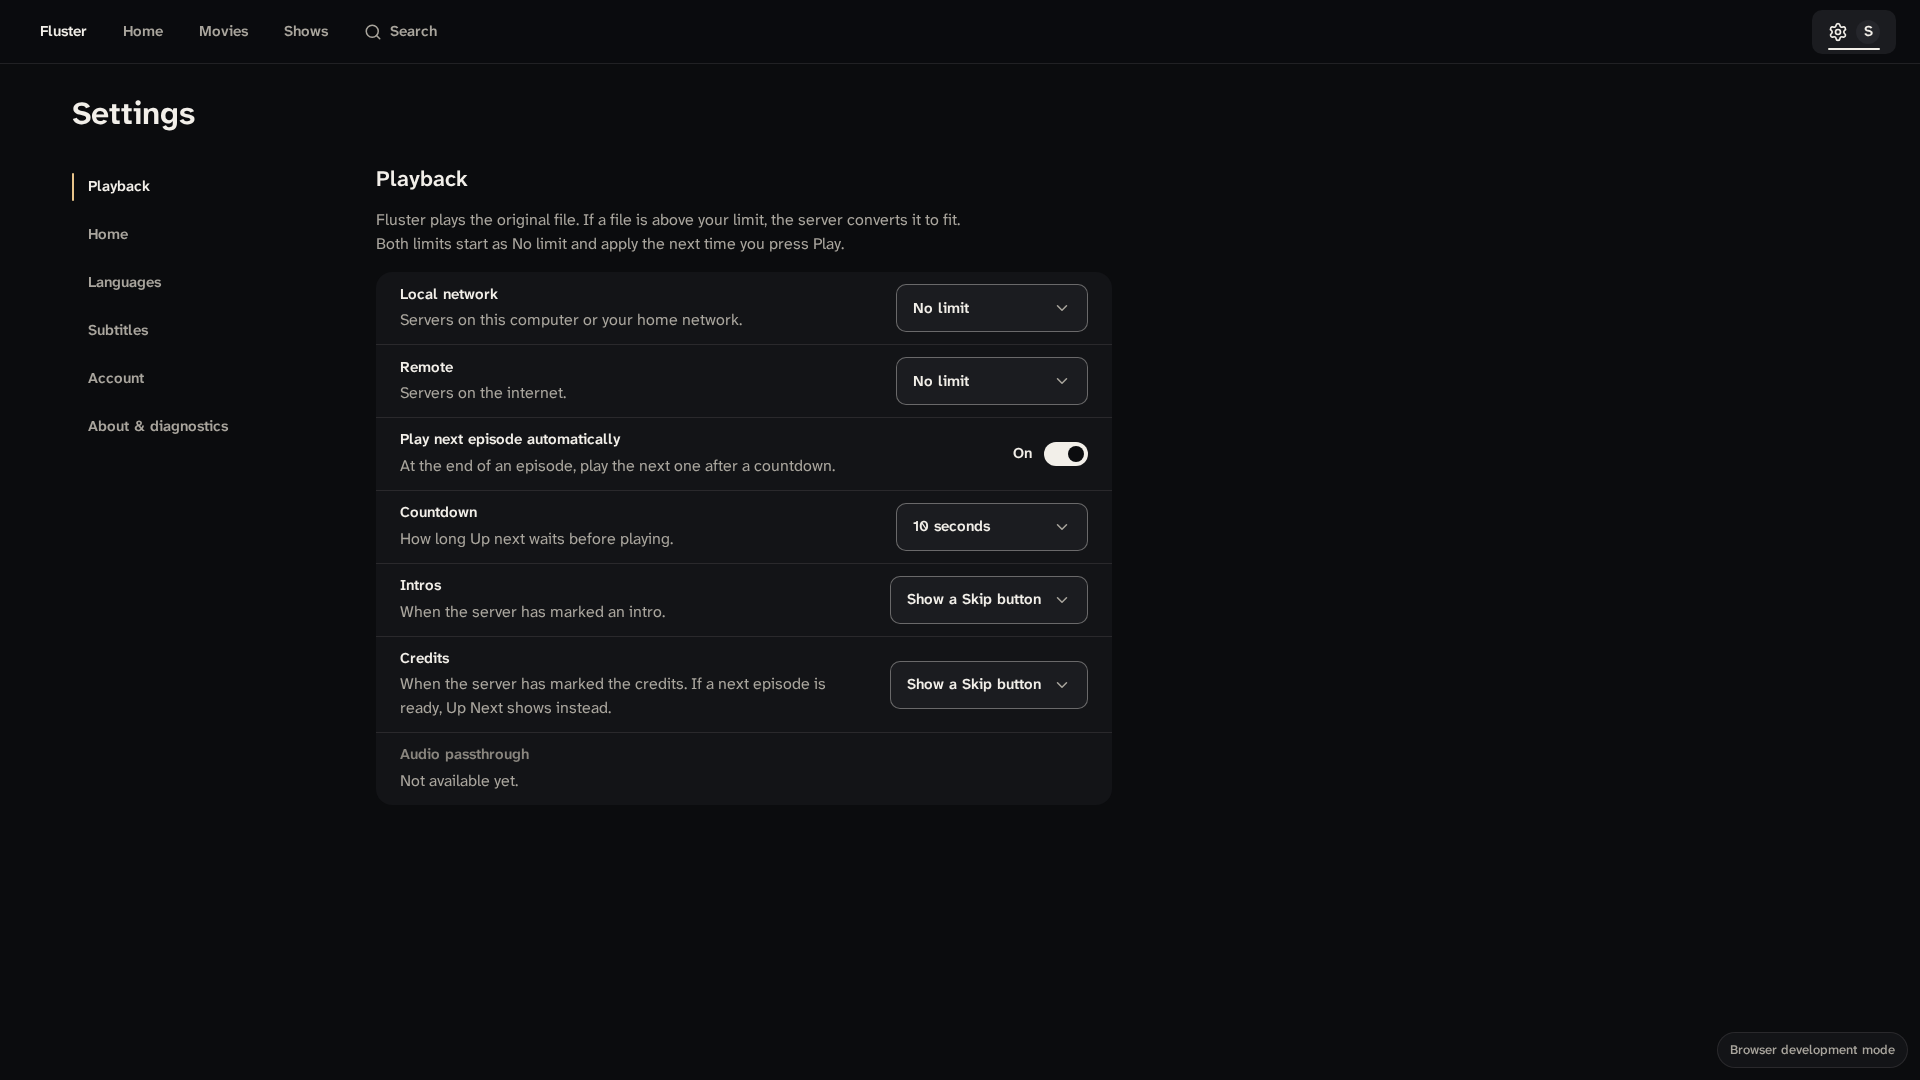 Fluster
Home
Movies
Shows
Search
S
Settings
Playback
Home
Languages
Subtitles
Account
About & diagnostics
Playback
Fluster plays the original file. If a file is above your limit, the server converts it to fit.
Both limits start as No limit and apply the next time you press Play.
Local network
Servers on this computer or your home network.
No limit
Remote
Servers on the internet.
No limit
Play next episode automatically
At the end of an episode, play the next one after a countdown.
On
Countdown
How long Up next waits before playing.
10 seconds
Intros
When the server has marked an intro.
Show a Skip button
Credits
When the server has marked the credits. If a next episode is
ready, Up Next shows instead.
Show a Skip button
Audio passthrough
Not available yet.
Browser development mode